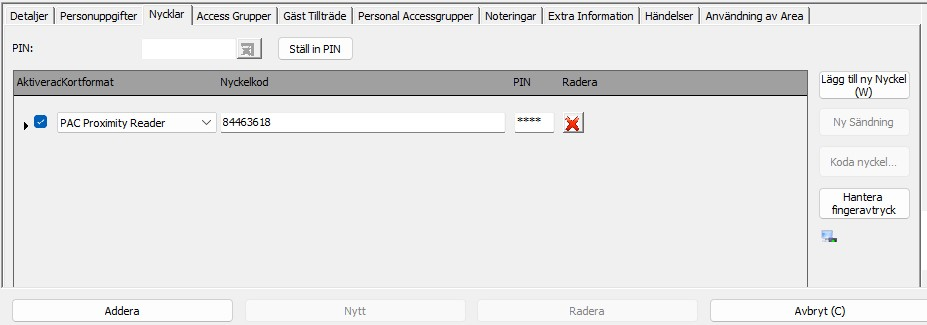 Detaljer Personuppgifter Nycklar Access Grupper Gäst Tillträde Personal Accessgrupper Noteringar Extra Information Händelser Användning av Area
PIN: Ställ in PIN
Aktiverad Kortformat Nyckelkod PIN Radera
PAC Proximity Reader 84463618 ****
Lägg till ny Nyckel
(W)
Ny Sändning
Koda nyckel...
Hantera
fingeravtryck
Addera Nytt Radera Avbryt (C)